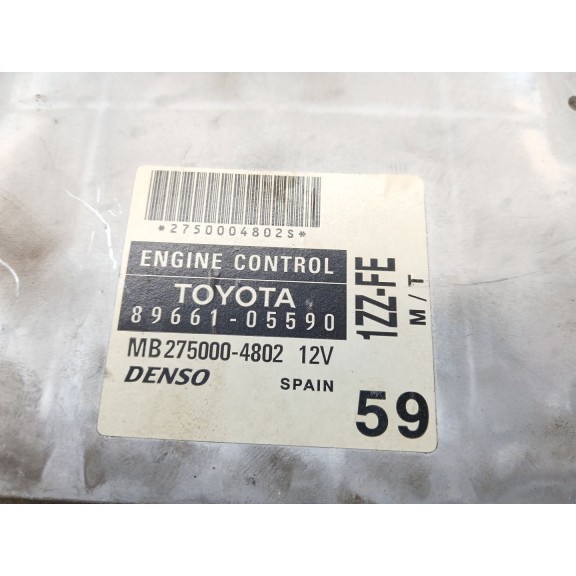 *2750004802S*
ENGINE CONTROL
TOYOTA
89661-05590
1ZZ-FE
M/T
MB275000-4802 12V
DENSO SPAIN
59